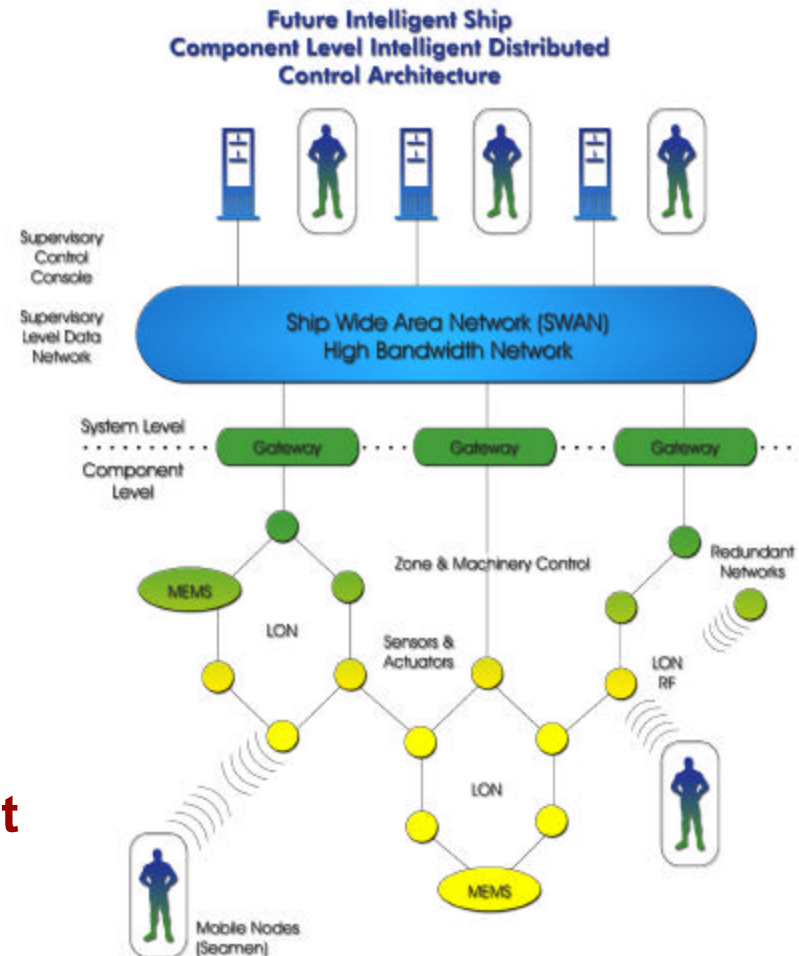 Future Intelligent Ship
Component Level Intelligent Distributed
Control Architecture
Supervisory
Control
Console
Supervisory
Level Data
Network
Ship Wide Area Network (SWAN)
High Bandwidth Network
System Level
Gateway
Gateway
Gateway
Component
Level
Zone & Machinery Control
Redundant
Networks
MEMS
LON
Sensors &
Actuators
LON
RF
LON
t
MEMS
Mobile Nodes
(Seamen)